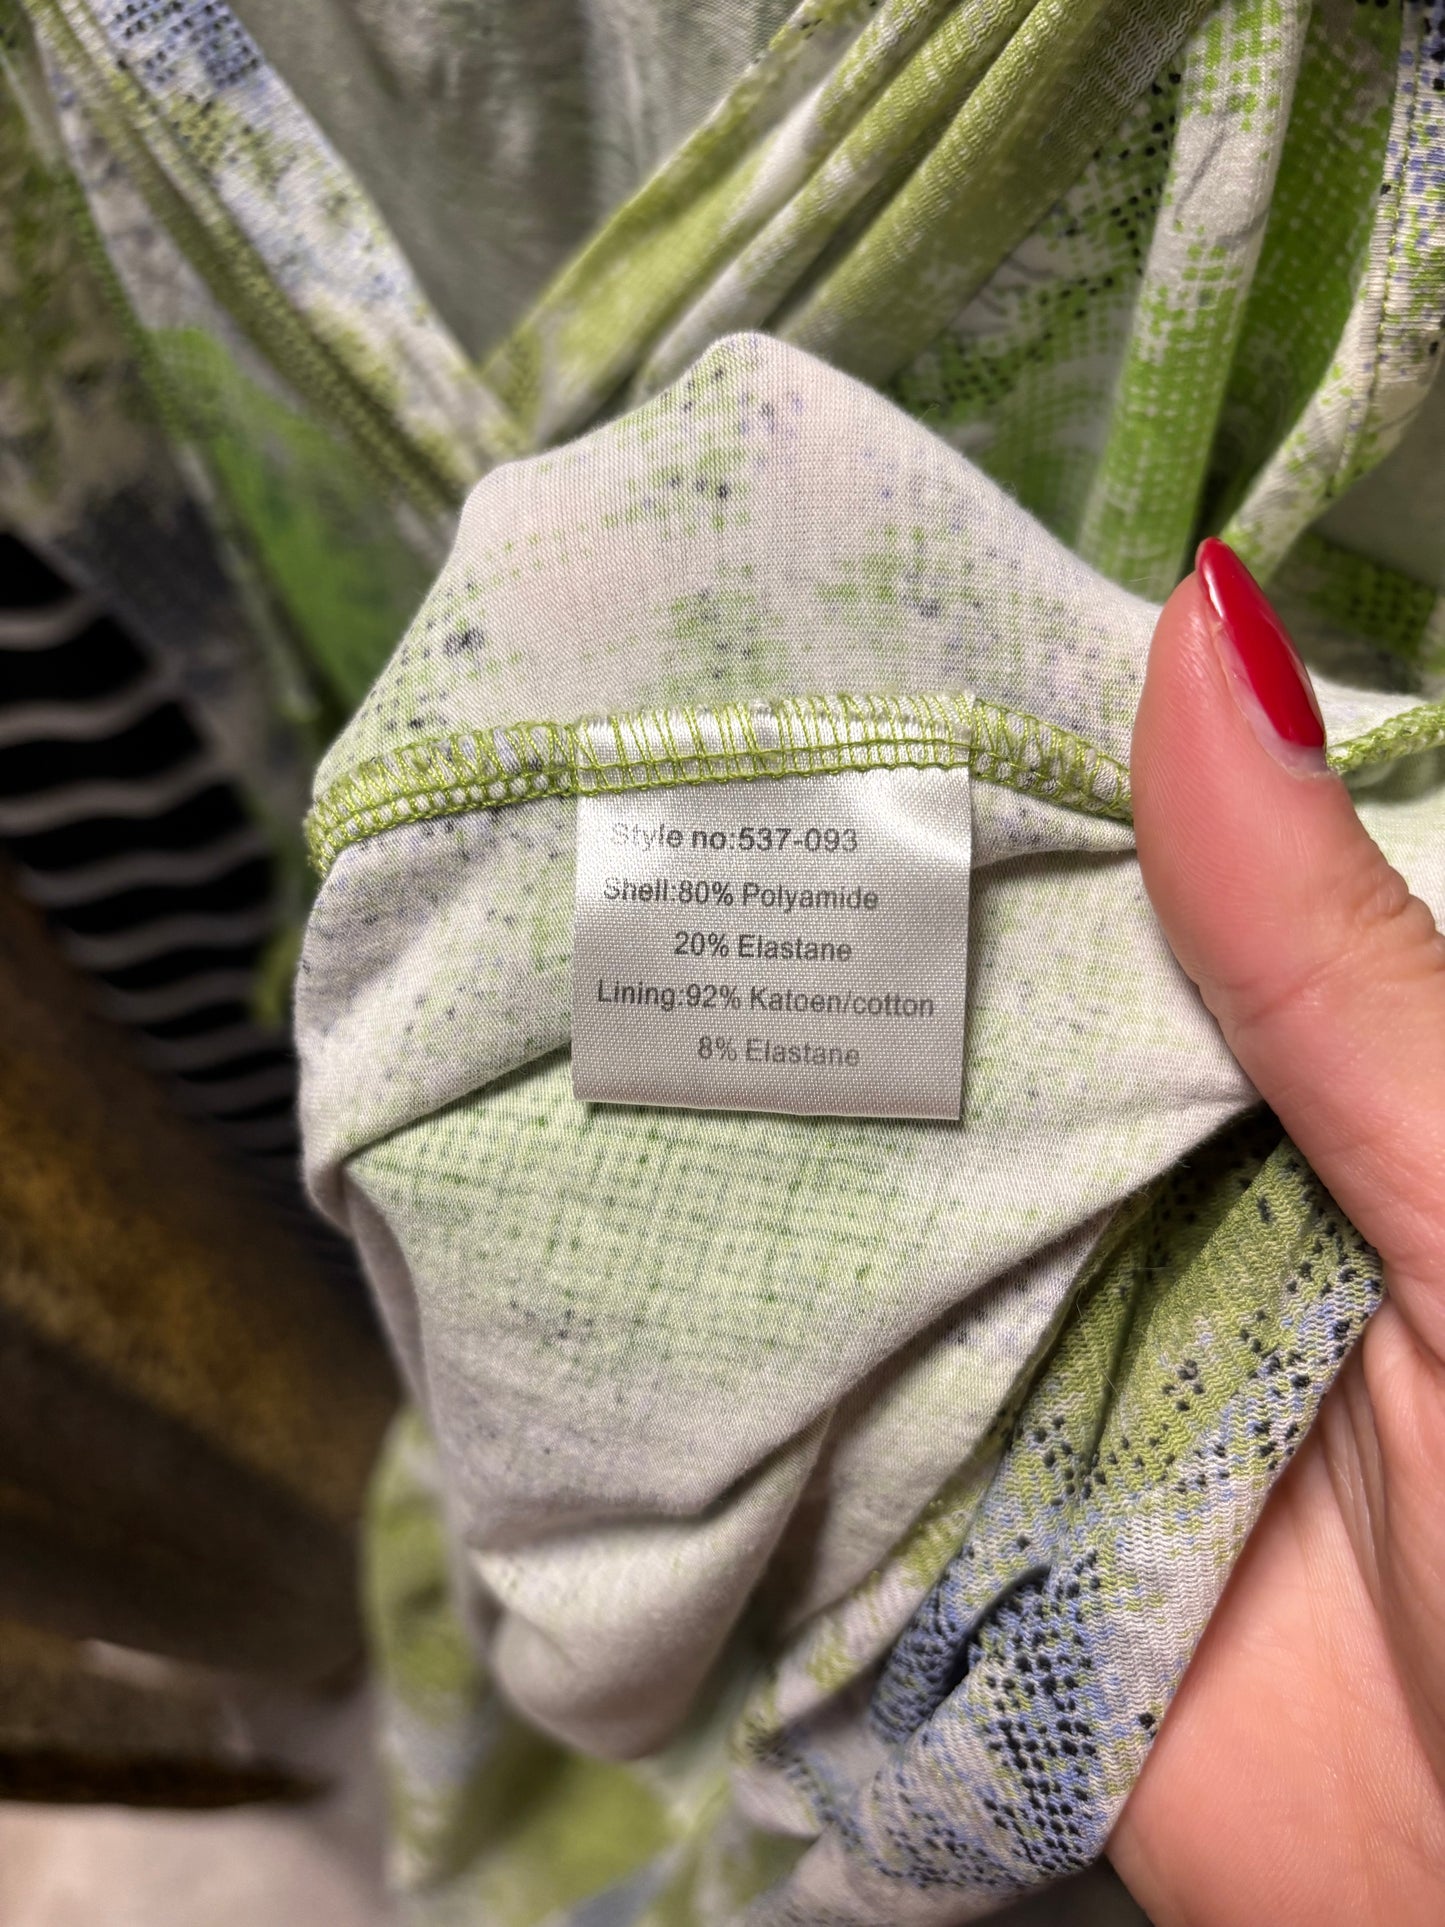 Style no:537-093
Shell:80% Polyamide
20% Elastane
Lining:92% Katoen/cotton
8% Elastane